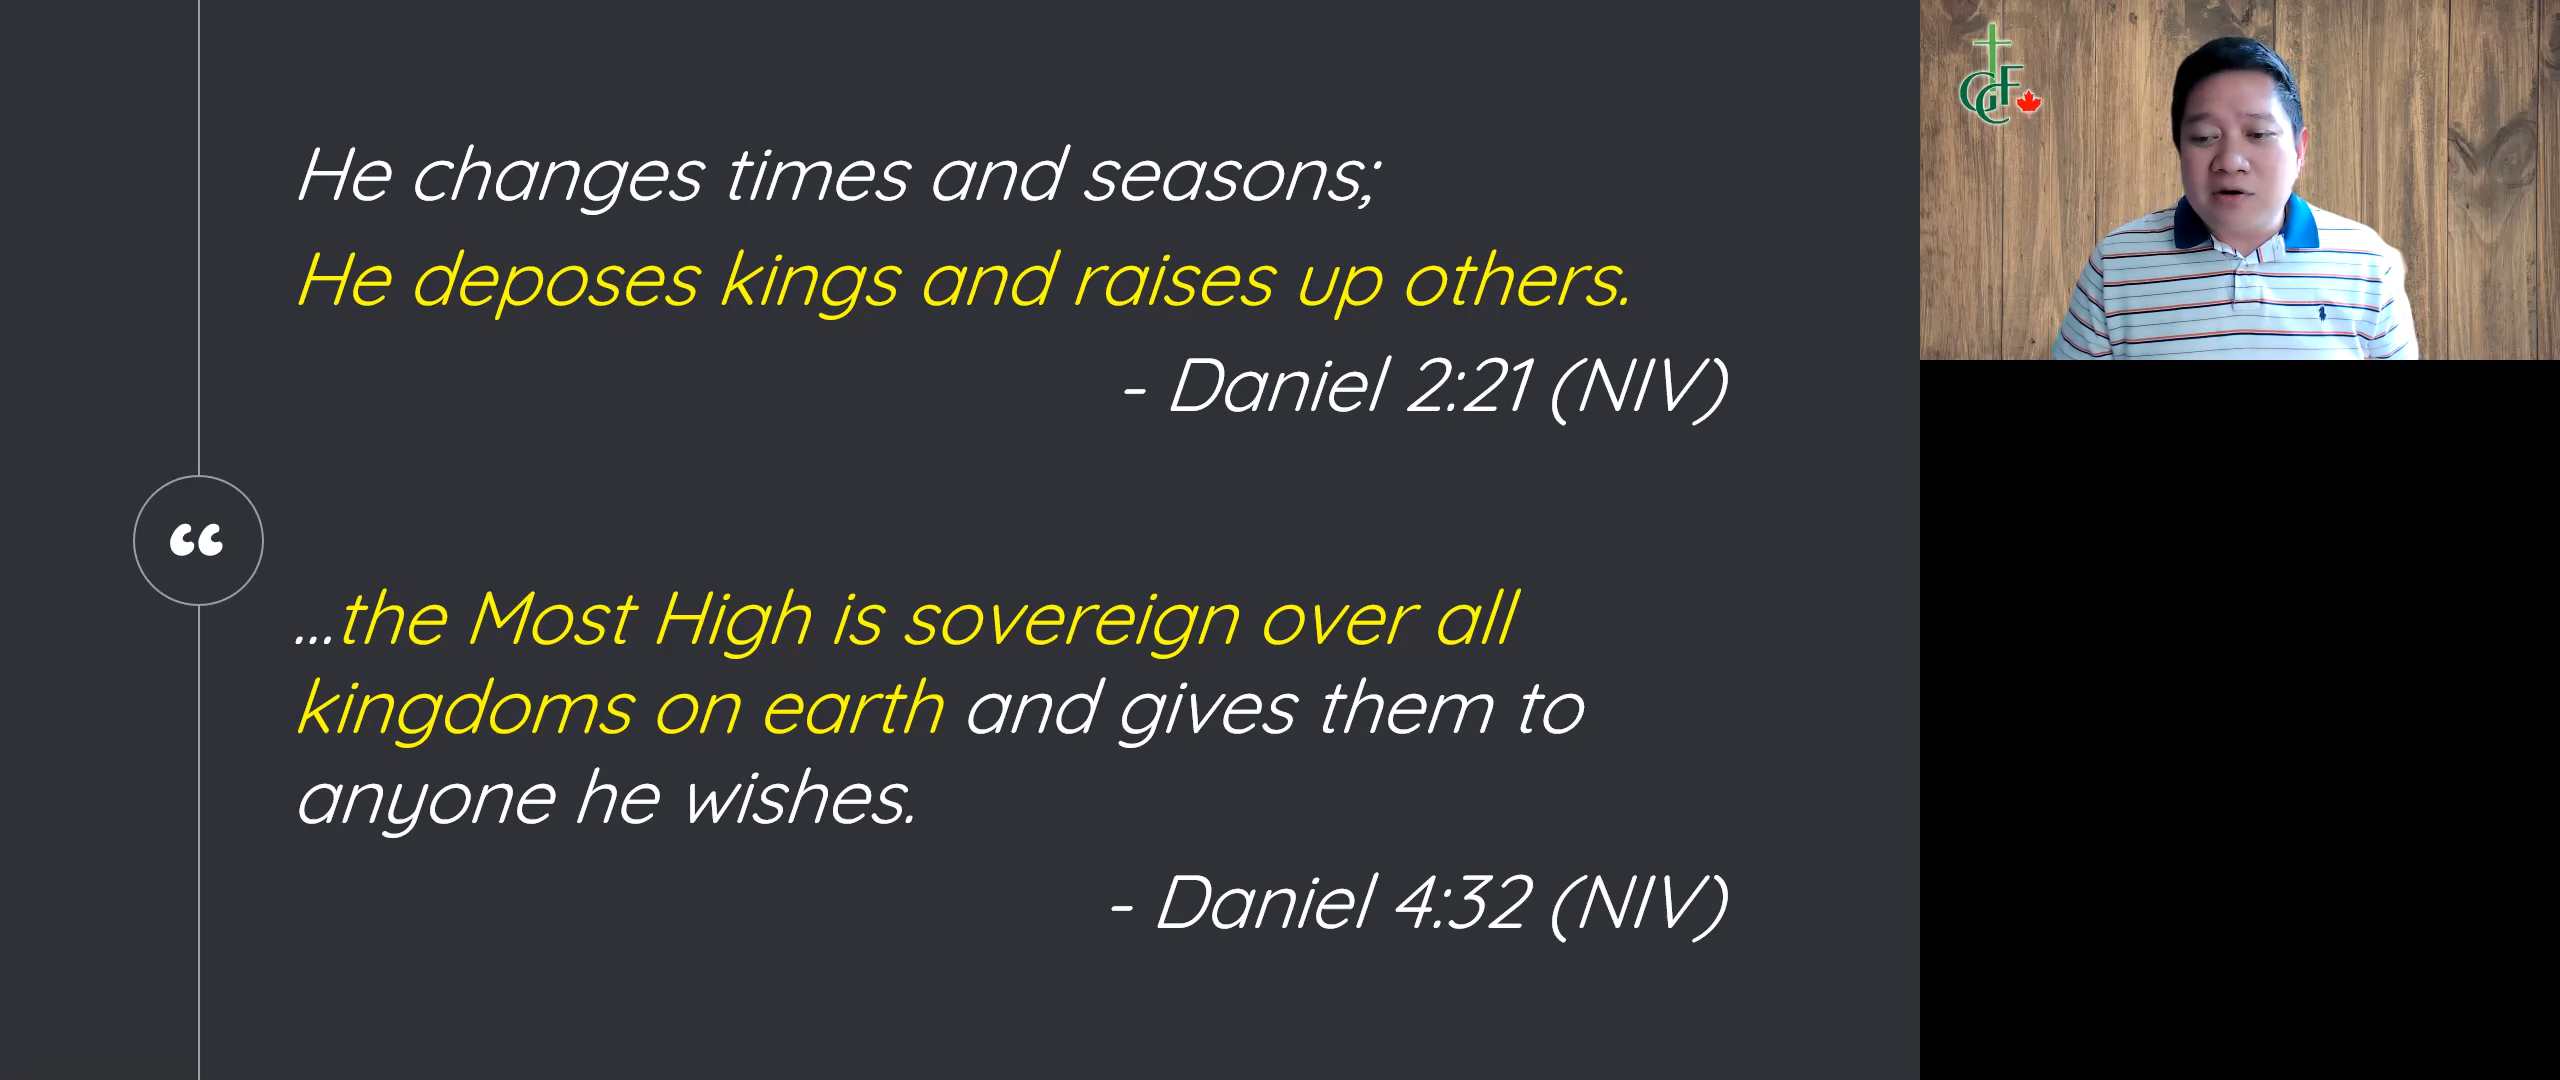 He changes times and seasons;
He deposes kings and raises up others.
- Daniel 2:21 (NIV)
“
...the Most High is sovereign over all
kingdoms on earth and gives them to
anyone he wishes.
- Daniel 4:32 (NIV)
GCF